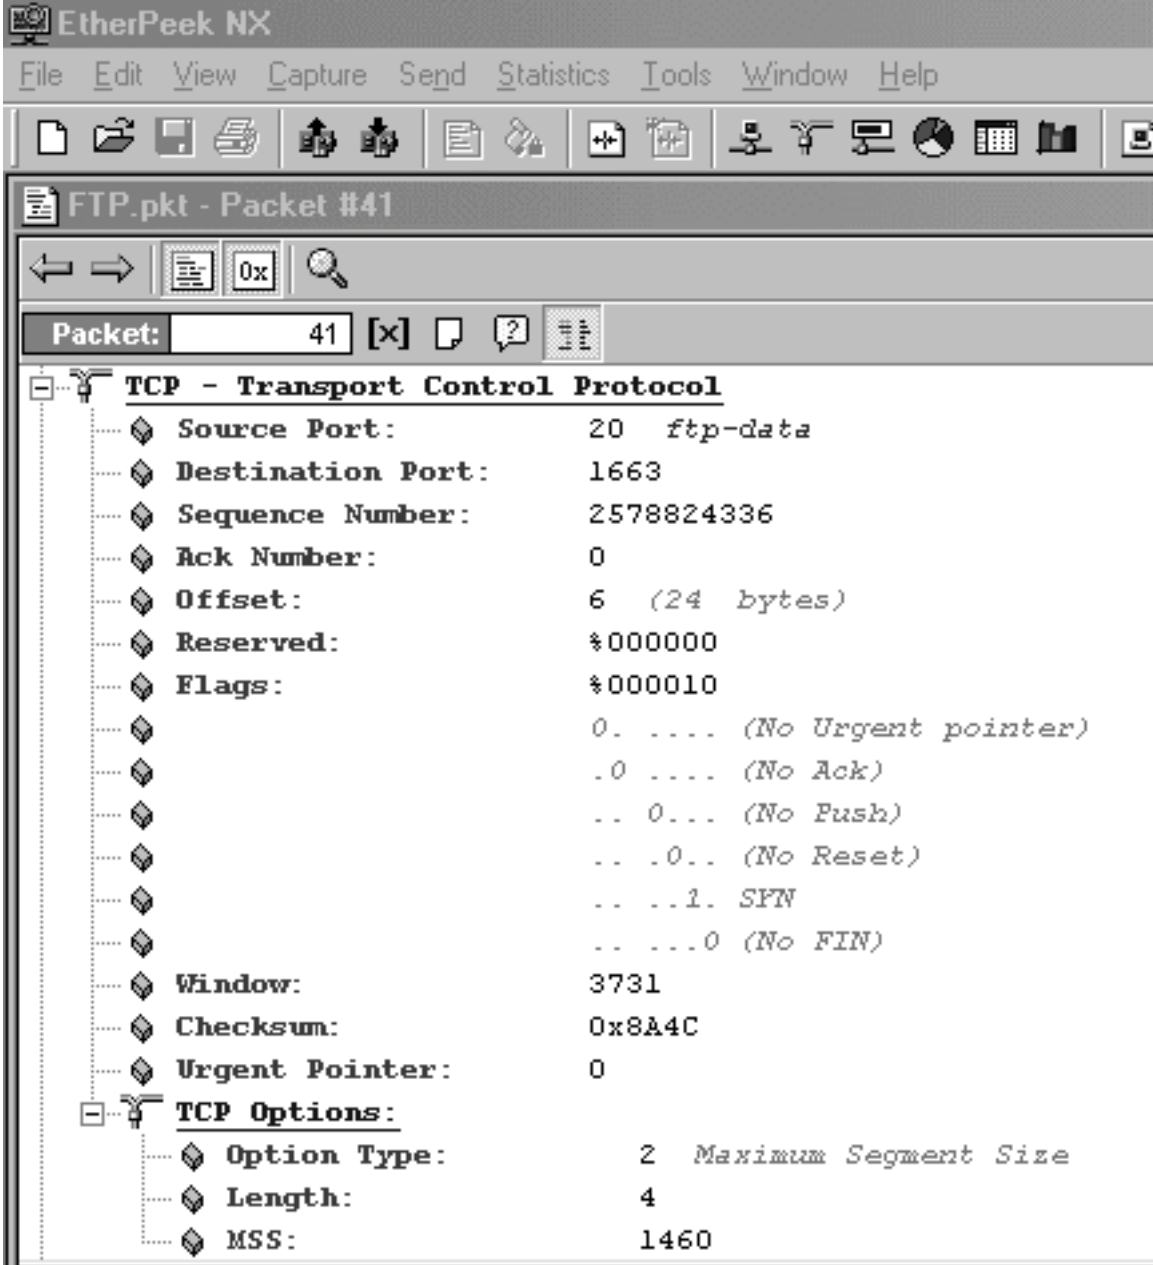 EtherPeek NX
File Edit View Capture Send Statistics Tools Window Help
FTP.pkt - Packet #41
0x
Packet: 41 [x] ?
TCP - Transport Control Protocol
Source Port: 20 ftp-data
Destination Port: 1663
Sequence Number: 2578824336
Ack Number: 0
Offset: 6 (24 bytes)
Reserved: %000000
Flags: %000010
0. .... (No Urgent pointer)
.0 .... (No Ack)
.. 0... (No Push)
.. .0.. (No Reset)
.. ..1. SYN
.. ...0 (No FIN)
Window: 3731
Checksum: 0x8A4C
Urgent Pointer: 0
TCP Options:
Option Type: 2 Maximum Segment Size
Length: 4
MSS: 1460